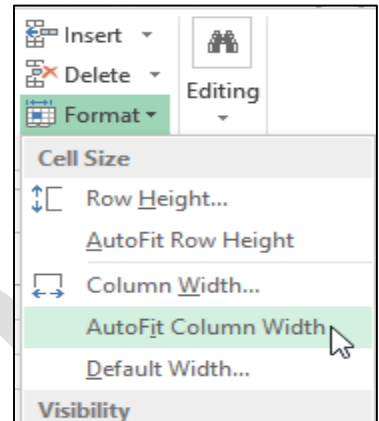 Insert
Delete
Format
Editing
Cell Size
Row Height...
AutoFit Row Height
Column Width...
AutoFit Column Width
Default Width...
Visibility